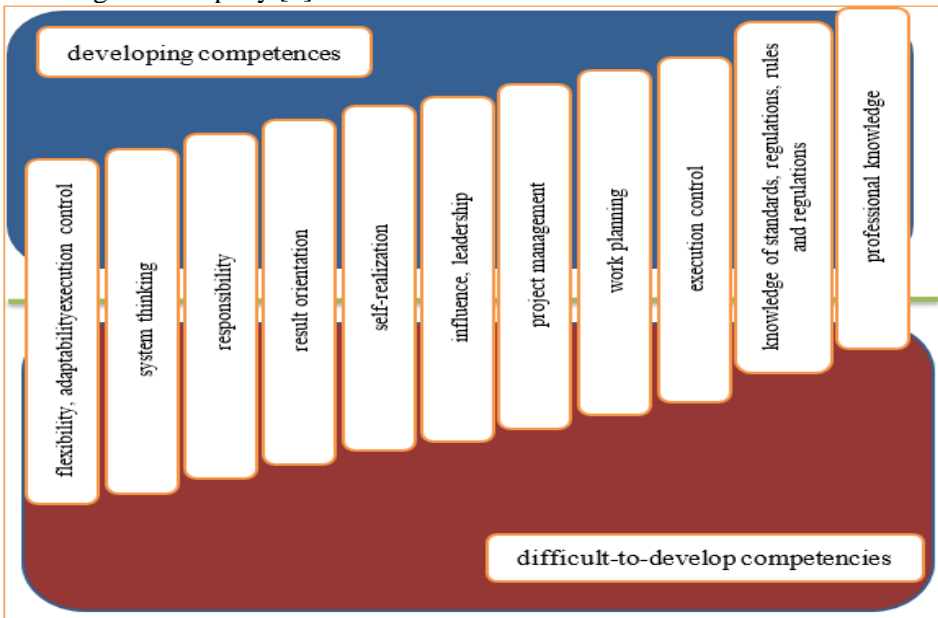 developing competences
flexibility, adaptabilityexecution control
system thinking
responsibility
result orientation
self-realization
influence, leadership
project management
work planning
execution control
knowledge of standards, regulations, rules
and regulations
professional knowledge
difficult-to-develop competencies